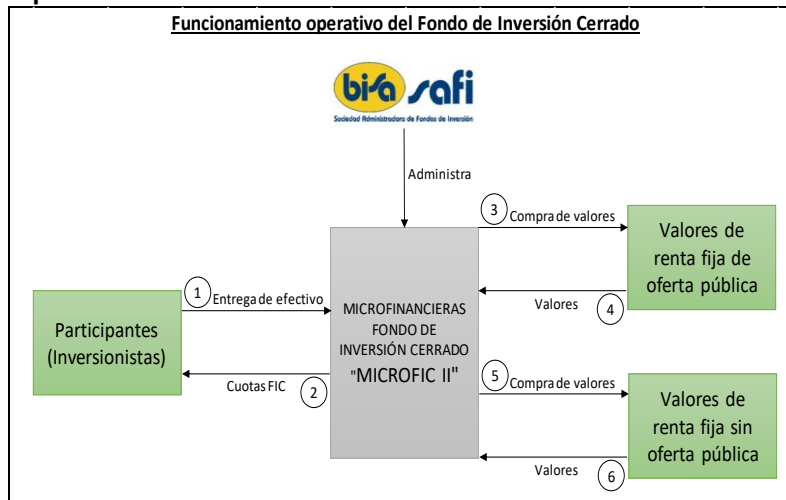 Funcionamiento operativo del Fondo de Inversión Cerrado
bisa safi
Sociedad Administradora de Fondos de Inversión
Administra
3
Compra de valores
Valores de
renta fija de
oferta pública
Valores
4
1
Entrega de efectivo
Participantes
(Inversionistas)
Cuotas FIC
2
MICROFINANCIERAS
FONDO DE
INVERSIÓN CERRADO
"MICROFIC II"
5
Compra de valores
Valores de
renta fija sin
oferta pública
Valores
6